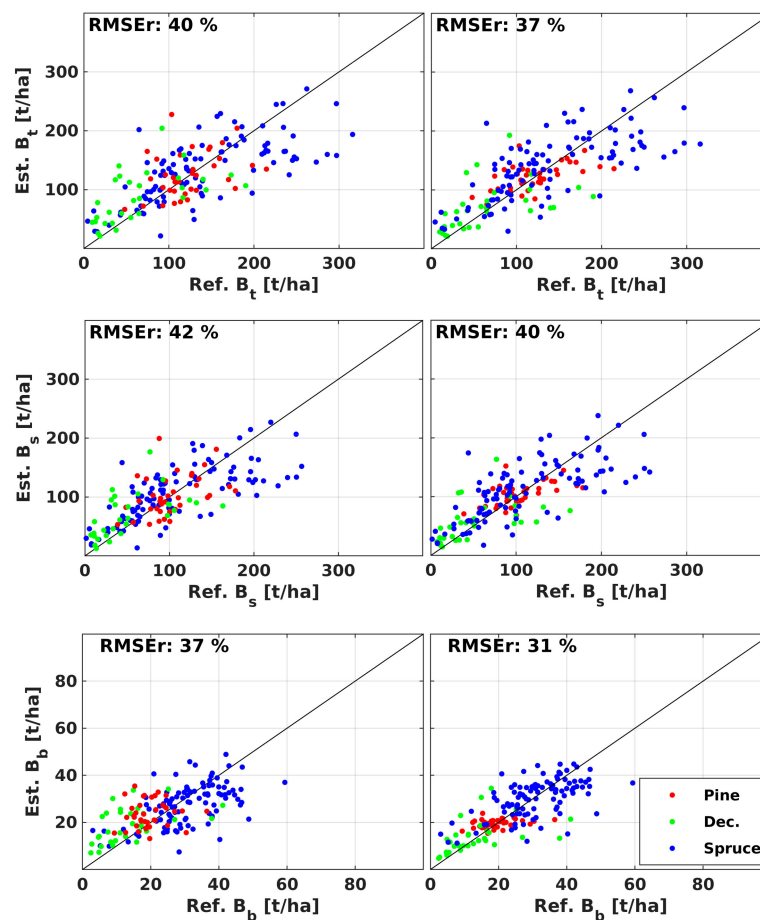 RMSEr: 40 %
RMSEr: 37 %
300
200
100
Est. B_t [t/ha]
0 100 200 300
0 100 200 300
Ref. B_t [t/ha]
Ref. B_t [t/ha]
RMSEr: 42 %
RMSEr: 40 %
300
200
100
Est. B_s [t/ha]
0 100 200 300
0 100 200 300
Ref. B_s [t/ha]
Ref. B_s [t/ha]
RMSEr: 37 %
RMSEr: 31 %
80
60
40
20
Est. B_b [t/ha]
Pine
Dec.
Spruce
0 20 40 60 80
0 20 40 60 80
Ref. B_b [t/ha]
Ref. B_b [t/ha]